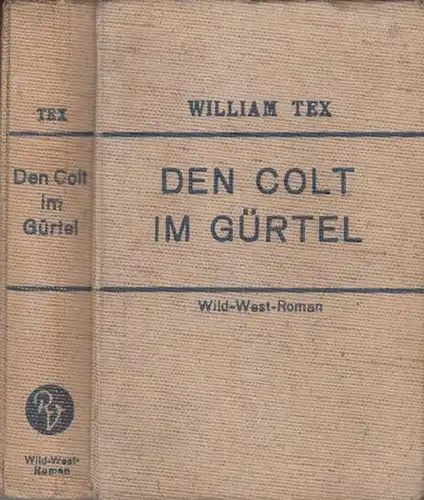 TEX
Den Colt
im
Gürtel
RV
Wild-West-
Roman
WILLIAM TEX
DEN COLT
IM GÜRTEL
Wild-West-Roman